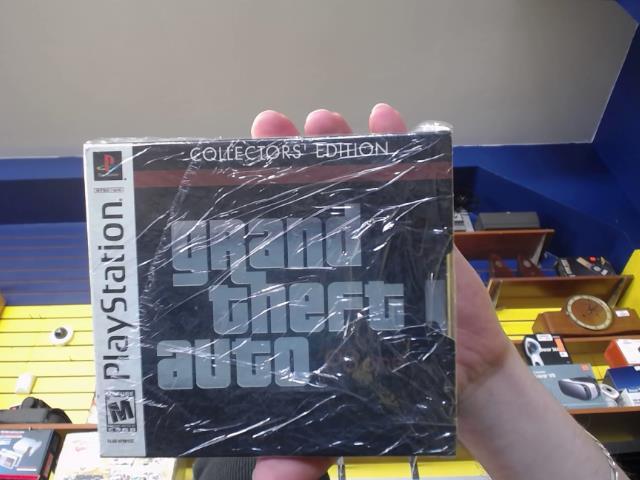 COLLECTORS' EDITION
PlayStation
grand
theft
auto
M